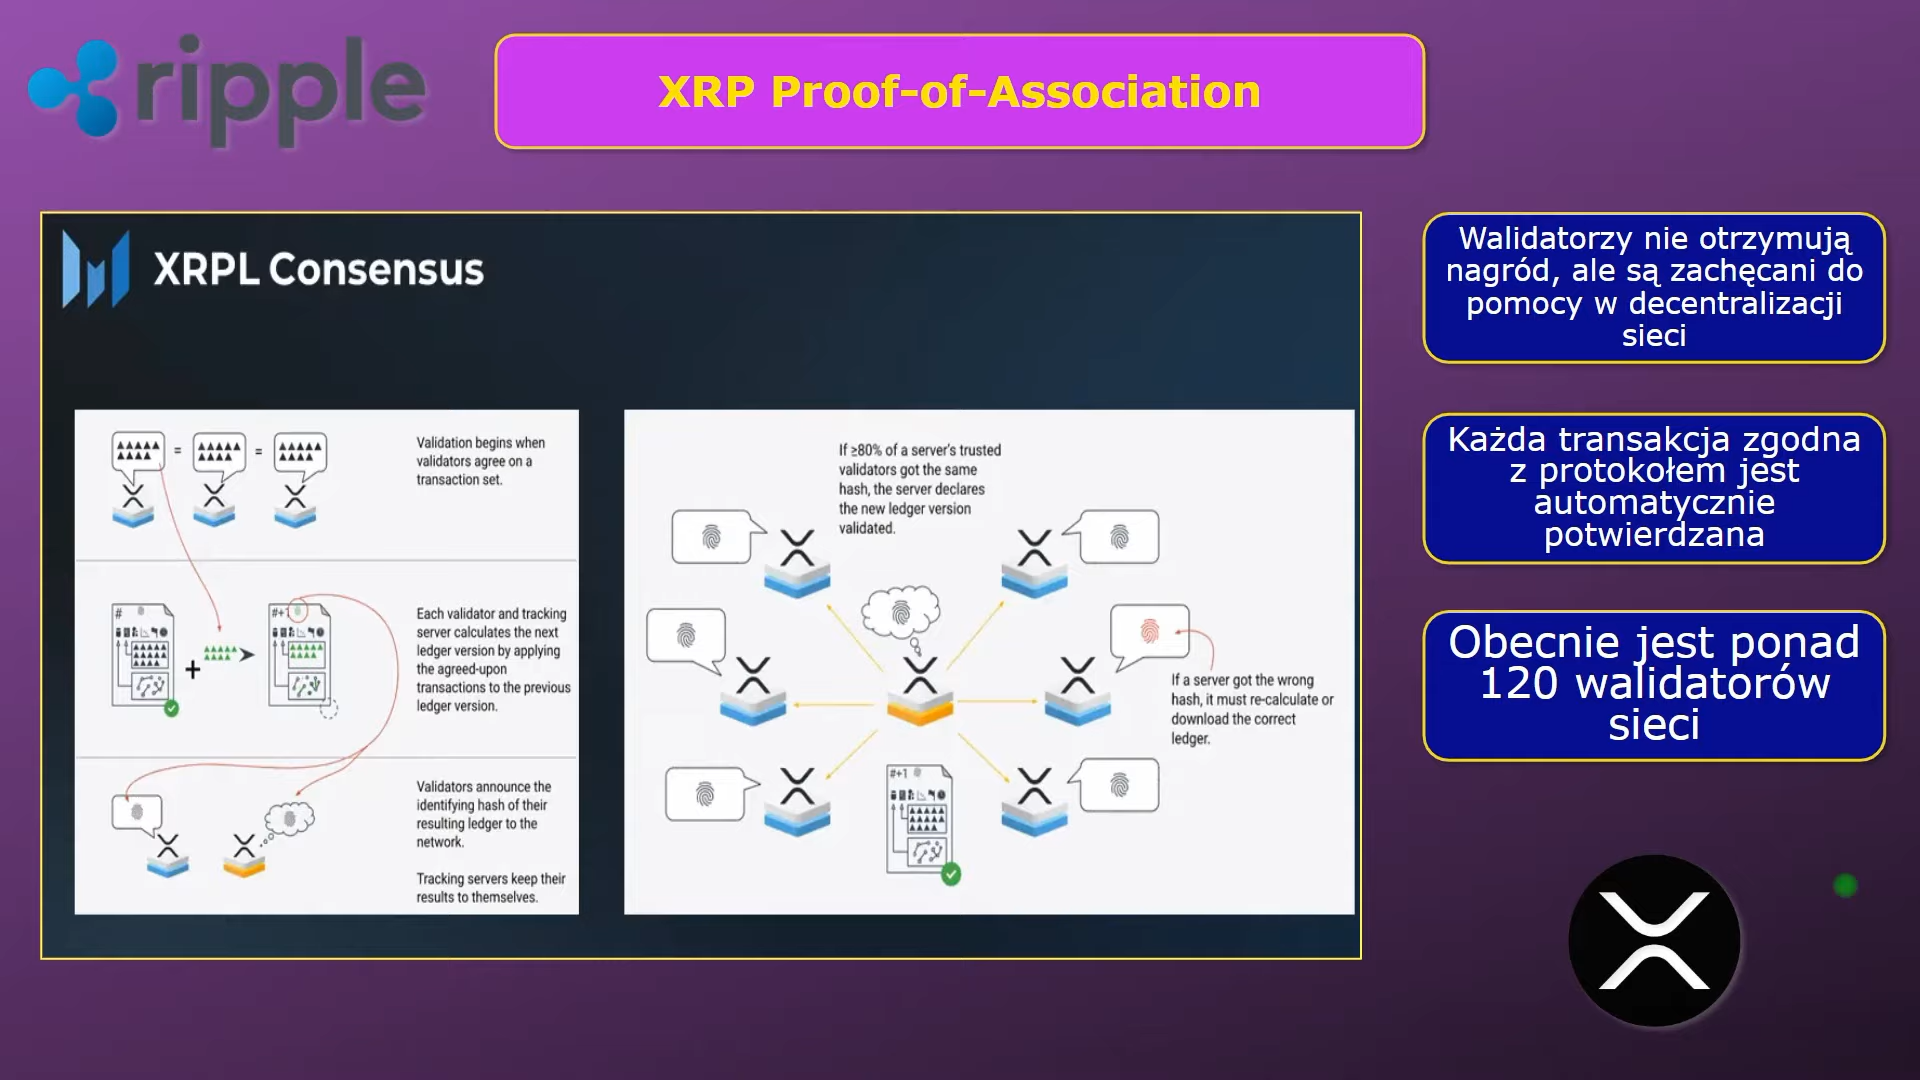 ripple
XRP Proof-of-Association
XRPL Consensus
Validation begins when
validators agree on a
transaction set.
=
=
Each validator and tracking
server calculates the next
ledger version by applying
the agreed-upon
transactions to the previous
ledger version.
#
+
#+1
Validators announce the
identifying hash of their
resulting ledger to the
network.
Tracking servers keep their
results to themselves.
If ≥80% of a server's trusted
validators got the same
hash, the server declares
the new ledger version
validated.
If a server got the wrong
hash, it must re-calculate or
download the correct
ledger.
#+1
Walidatorzy nie otrzymują
nagród, ale są zachęcani do
pomocy w decentralizacji
sieci
Każda transakcja zgodna
z protokołem jest
automatycznie
potwierdzana
Obecnie jest ponad
120 walidatorów
sieci